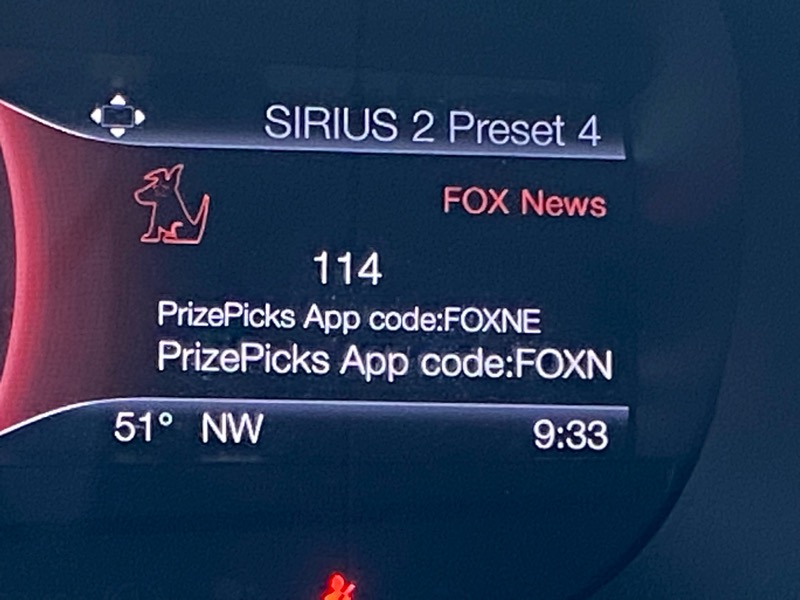 SIRIUS 2 Preset 4
FOX News
114
PrizePicks App code:FOXNE
PrizePicks App code:FOXN
51° NW
9:33